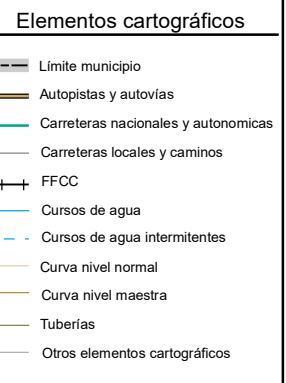 Elementos cartográficos
Límite municipio
Autopistas y autovías
Carreteras nacionales y autonomicas
Carreteras locales y caminos
FFCC
Cursos de agua
Cursos de agua intermitentes
Curva nivel normal
Curva nivel maestra
Tuberías
Otros elementos cartográficos